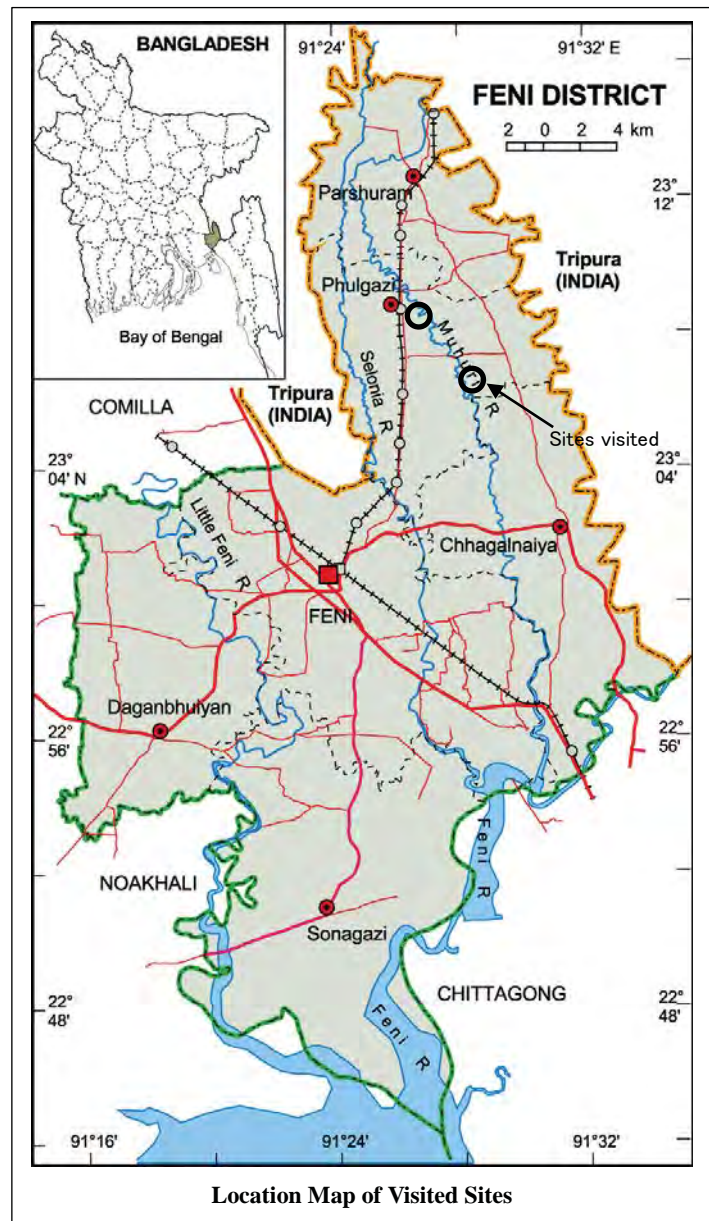 BANGLADESH
Bay of Bengal
91°24'
91°32' E
FENI DISTRICT
2 0 2 4 km
23°
12'
Parshuram
Tripura
(INDIA)
Phulgazi
Muhuri R
Selonia R
Tripura
(INDIA)
COMILLA
Sites visited
23°
04' N
23°
04'
Little Feni R
Chhagalnaiya
FENI
Daganbhuiyan
22°
56'
22°
56'
Feni R
NOAKHALI
Sonagazi
CHITTAGONG
22°
48'
22°
48'
Feni R
91°16'
91°24'
91°32'
Location Map of Visited Sites